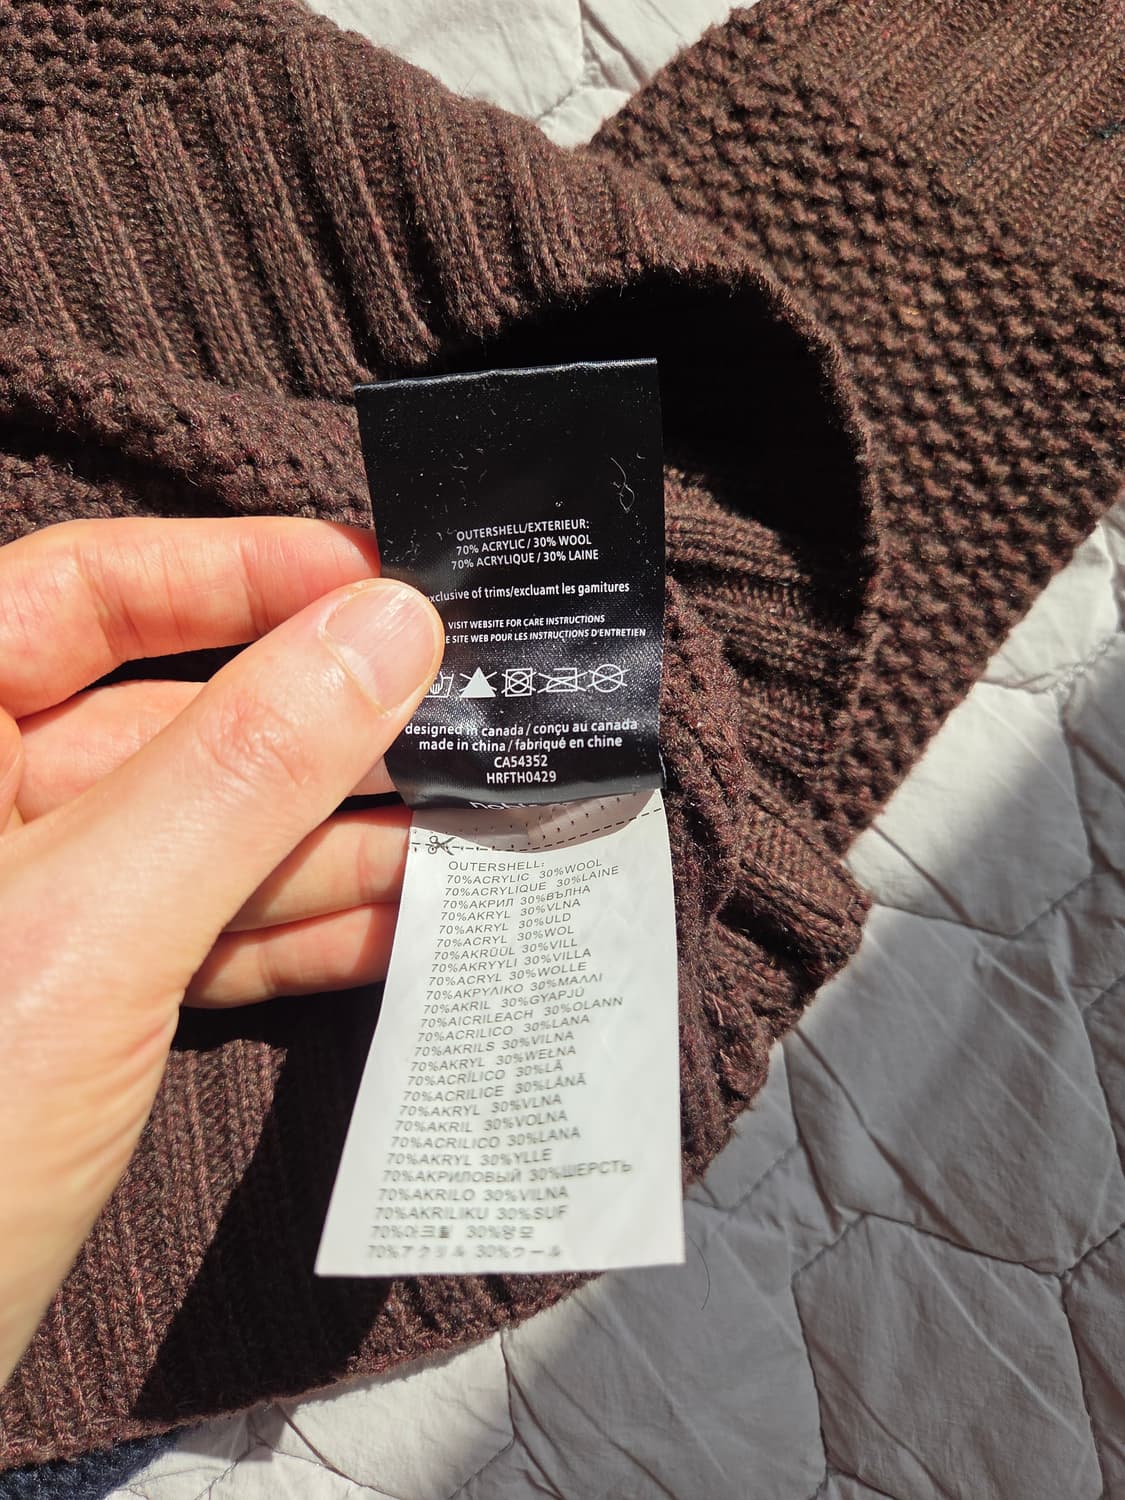 OUTERSHELL/EXTERIEUR:
70% ACRYLIC / 30% WOOL
70% ACRYLIQUE / 30% LAINE
xclusive of trims/excluamt les gamitures
VISIT WEBSITE FOR CARE INSTRUCTIONS
E SITE WEB POUR LES INSTRUCTIONS D'ENTRETIEN
designed in canada / conçu au canada
made in china / fabriqué en chine
CA54352
HRFTH0429
OUTERSHELL:
70%ACRYLIC 30%WOOL
70%ACRYLIQUE 30%LAINE
70%АКРИЛ 30%ВЪЛНА
70%AKRYL 30%VLNA
70%AKRYL 30%ULD
70%ACRYL 30%WOL
70%AKRÜÜL 30%VILL
70%AKRYYLI 30%VILLA
70%ACRYL 30%WOLLE
70%ΑΚΡΥΛΙΚΟ 30%ΜΑΛΛΙ
70%AKRIL 30%GYAPJÚ
70%AICRILEACH 30%OLANN
70%ACRILICO 30%LANA
70%AKRILS 30%VILNA
70%AKRYL 30%WEŁNA
70%ACRÍLICO 30%LÃ
70%ACRILICE 30%LÂNĂ
70%AKRYL 30%VLNA
70%AKRIL 30%VOLNA
70%ACRILICO 30%LANA
70%AKRYL 30%YLLE
70%АКРИЛОВЫЙ 30%ШЕРСТЬ
70%AKRILO 30%VILNA
70%AKRILIKU 30%SUF
70%아크릴 30%양모
70%アクリル 30%ウール